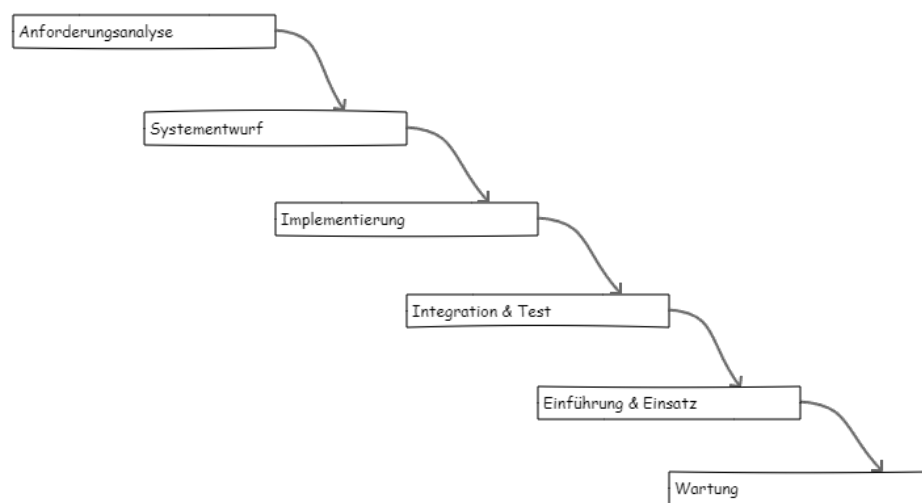 Anforderungsanalyse
Systementwurf
Implementierung
Integration & Test
Einführung & Einsatz
Wartung